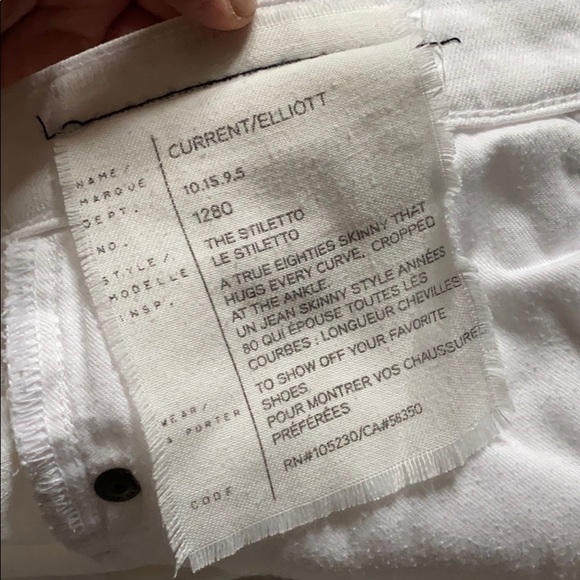 NAME/ MARQUE CURRENT/ELLIOTT
DEPT. 10.15.9.5
NO. 1280
STYLE/ MODELLE THE STILETTO
LE STILETTO
INSP. A TRUE EIGHTIES SKINNY THAT
HUGS EVERY CURVE. CROPPED
AT THE ANKLE.
UN JEAN SKINNY STYLE ANNÉES
80 QUI ÉPOUSE TOUTES LES
COURBES : LONGUEUR CHEVILLES
WEAR/ À PORTER TO SHOW OFF YOUR FAVORITE
SHOES
POUR MONTRER VOS CHAUSSURES
PRÉFÉRÉES
CODE RN#105230/CA#56350